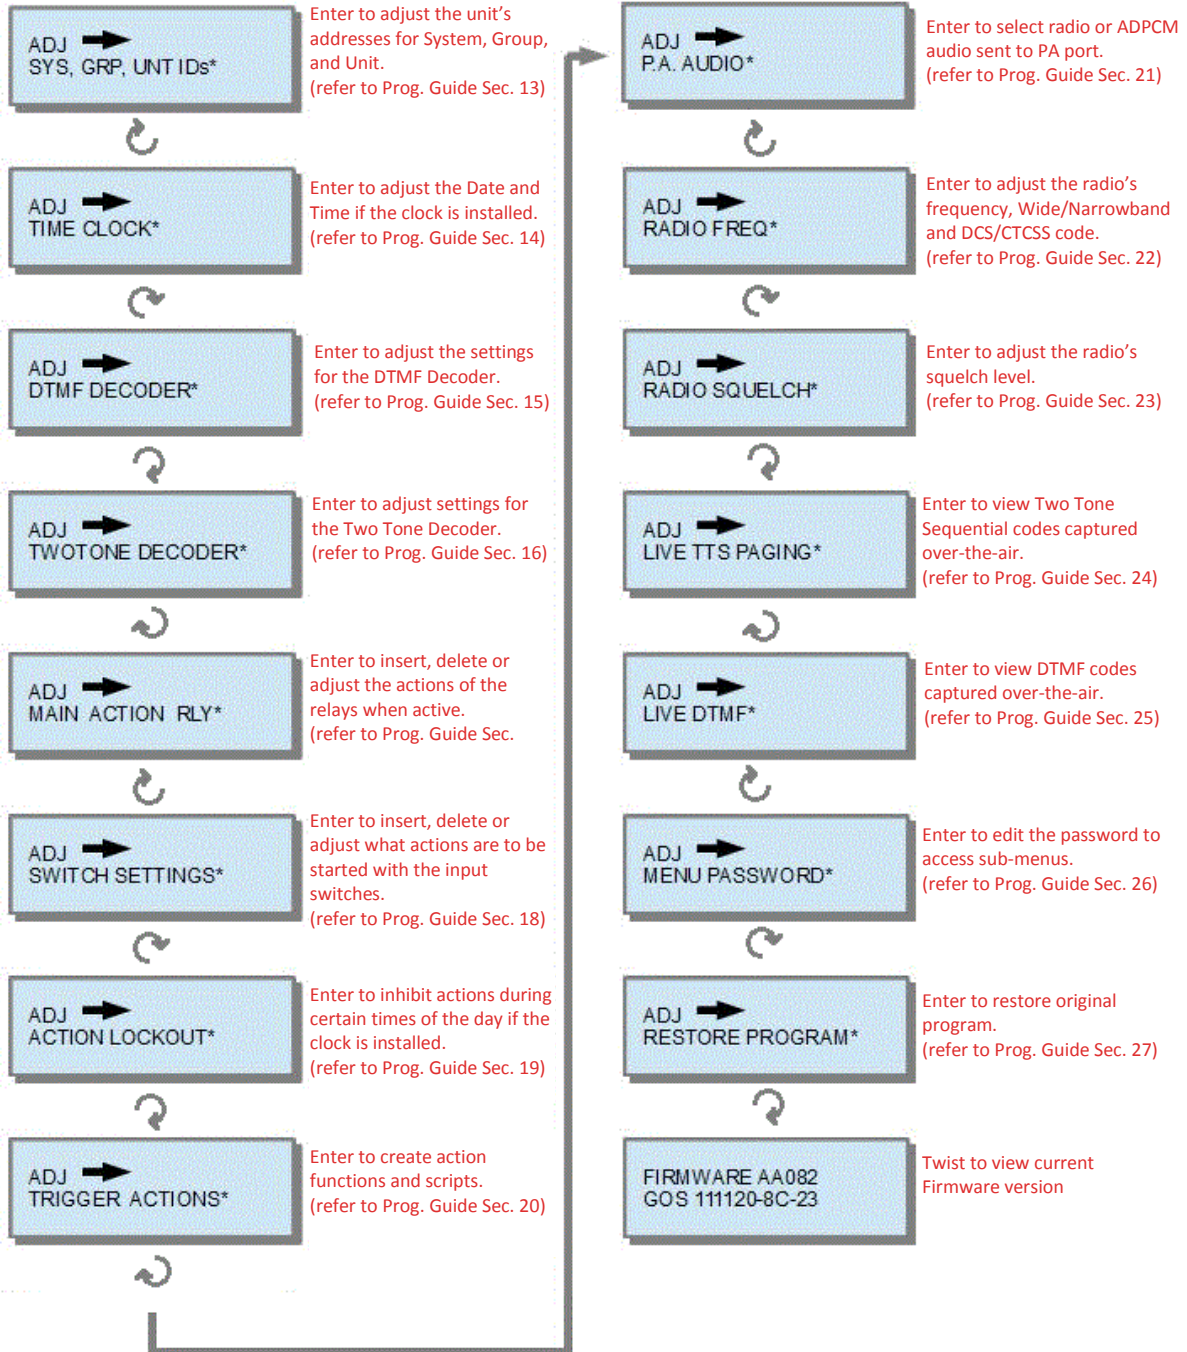 ADJ
SYS, GRP, UNT IDs*
Enter to adjust the unit's
addresses for System, Group,
and Unit.
(refer to Prog. Guide Sec. 13)
ADJ
TIME CLOCK*
Enter to adjust the Date and
Time if the clock is installed.
(refer to Prog. Guide Sec. 14)
ADJ
DTMF DECODER*
Enter to adjust the settings
for the DTMF Decoder.
(refer to Prog. Guide Sec. 15)
ADJ
TWOTONE DECODER*
Enter to adjust settings for
the Two Tone Decoder.
(refer to Prog. Guide Sec. 16)
ADJ
MAIN ACTION RLY*
Enter to insert, delete or
adjust the actions of the
relays when active.
(refer to Prog. Guide Sec.
ADJ
SWITCH SETTINGS*
Enter to insert, delete or
adjust what actions are to be
started with the input
switches.
(refer to Prog. Guide Sec. 18)
ADJ
ACTION LOCKOUT*
Enter to inhibit actions during
certain times of the day if the
clock is installed.
(refer to Prog. Guide Sec. 19)
ADJ
TRIGGER ACTIONS*
Enter to create action
functions and scripts.
(refer to Prog. Guide Sec. 20)
ADJ
P.A. AUDIO*
Enter to select radio or ADPCM
audio sent to PA port.
(refer to Prog. Guide Sec. 21)
ADJ
RADIO FREQ*
Enter to adjust the radio's
frequency, Wide/Narrowband
and DCS/CTCSS code.
(refer to Prog. Guide Sec. 22)
ADJ
RADIO SQUELCH*
Enter to adjust the radio's
squelch level.
(refer to Prog. Guide Sec. 23)
ADJ
LIVE TTS PAGING*
Enter to view Two Tone
Sequential codes captured
over-the-air.
(refer to Prog. Guide Sec. 24)
ADJ
LIVE DTMF*
Enter to view DTMF codes
captured over-the-air.
(refer to Prog. Guide Sec. 25)
ADJ
MENU PASSWORD*
Enter to edit the password to
access sub-menus.
(refer to Prog. Guide Sec. 26)
ADJ
RESTORE PROGRAM*
Enter to restore original
program.
(refer to Prog. Guide Sec. 27)
FIRMWARE AA082
GOS 111120-8C-23
Twist to view current
Firmware version